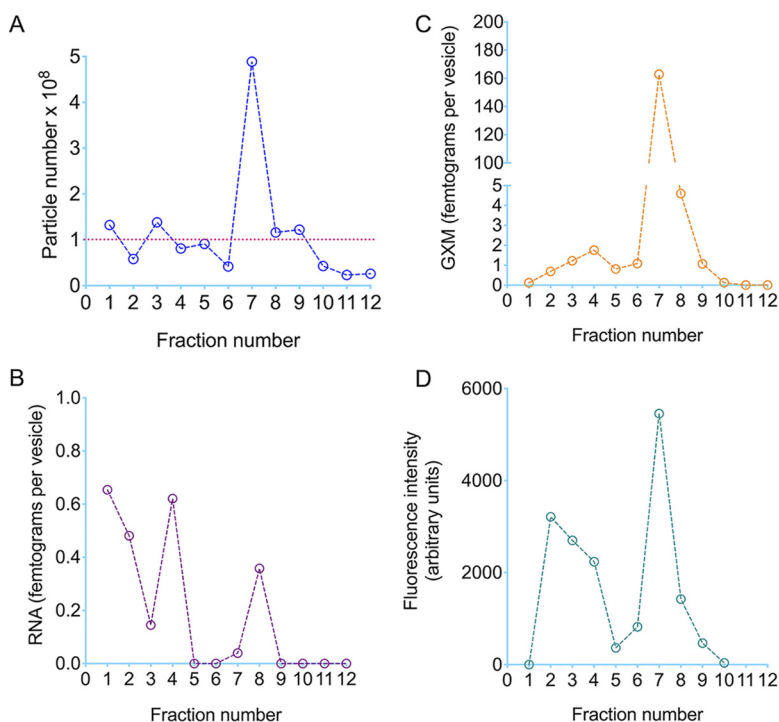 A
Particle number x 10⁸
5
4
3
2
1
0
0 1 2 3 4 5 6 7 8 9 10 11 12
Fraction number
C
GXM (femtograms per vesicle)
200
180
160
140
120
100
5
4
3
2
1
0
0 1 2 3 4 5 6 7 8 9 10 11 12
Fraction number
B
RNA (femtograms per vesicle)
1.0
0.8
0.6
0.4
0.2
0.0
0 1 2 3 4 5 6 7 8 9 10 11 12
Fraction number
D
Fluorescence intensity
(arbitrary units)
6000
4000
2000
0
0 1 2 3 4 5 6 7 8 9 10 11 12
Fraction number